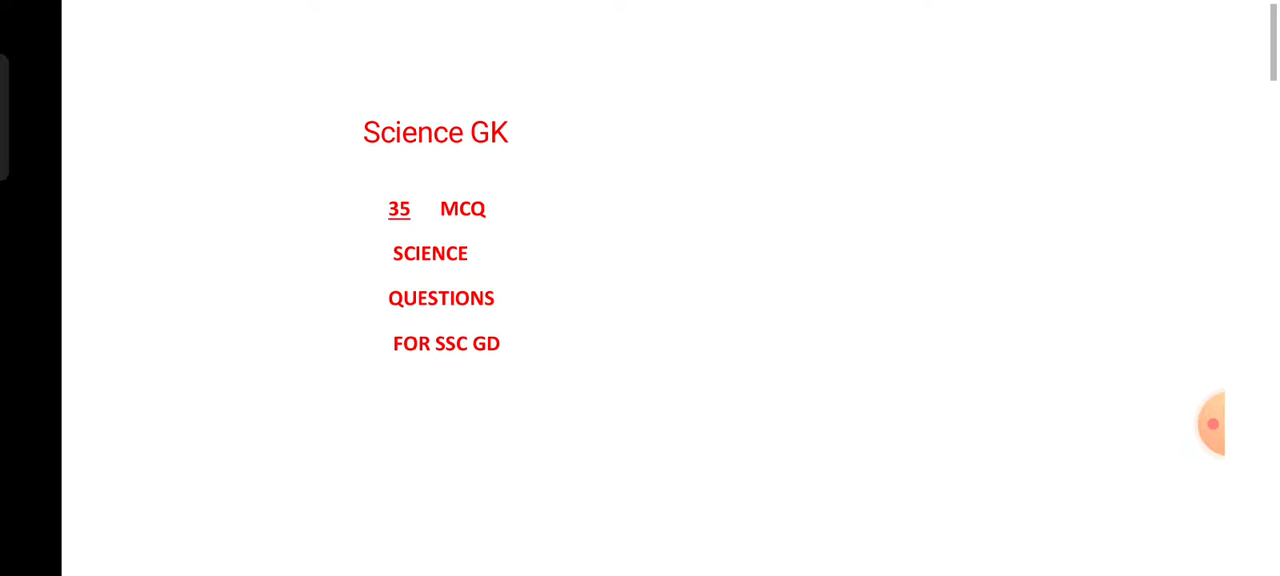 Science GK
35 MCQ
SCIENCE
QUESTIONS
FOR SSC GD